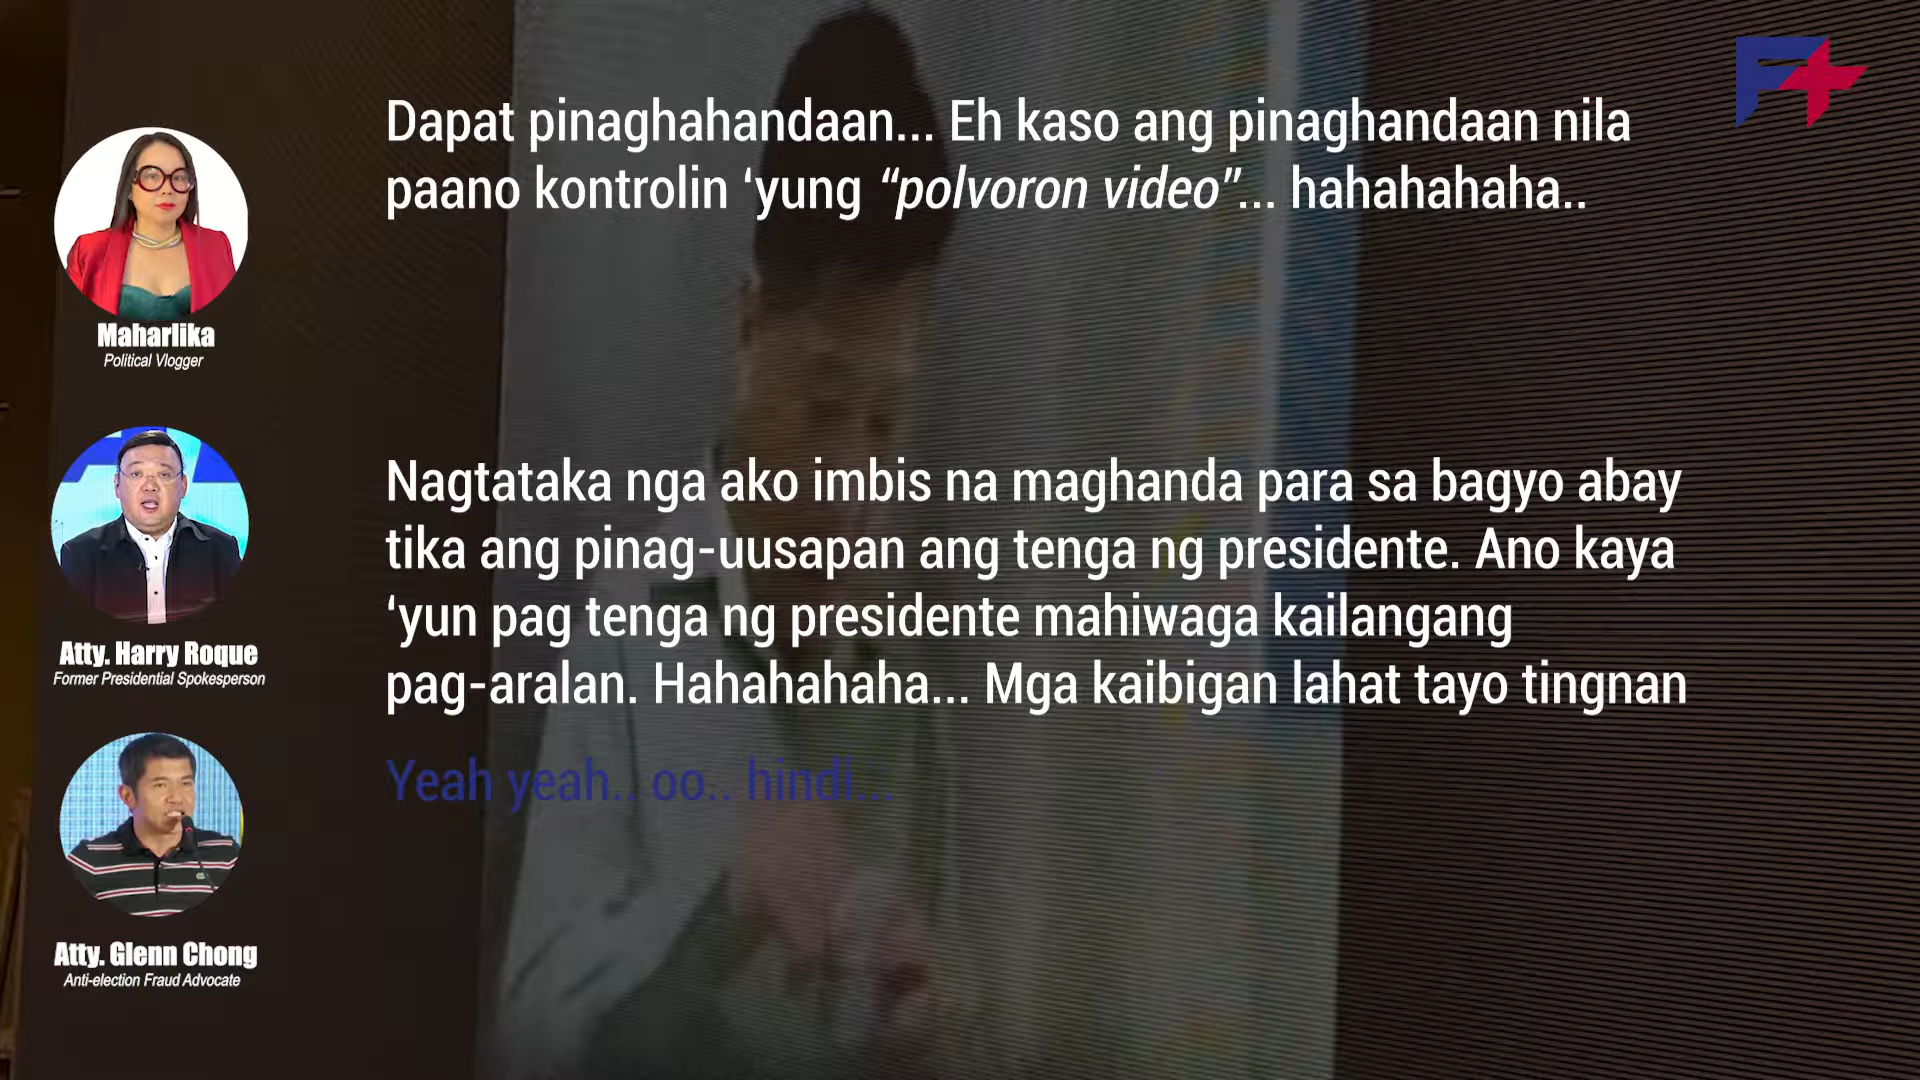 Dapat pinaghahandaan... Eh kaso ang pinaghandaan nila
paano kontrolin ‘yung “polvoron video”... hahahahaha..
Maharlika
Political Vlogger
Nagtataka nga ako imbis na maghanda para sa bagyo abay
tika ang pinag-uusapan ang tenga ng presidente. Ano kaya
‘yun pag tenga ng presidente mahiwaga kailangang
pag-aralan. Hahahahaha... Mga kaibigan lahat tayo tingnan
Atty. Harry Roque
Former Presidential Spokesperson
Yeah yeah.. oo.. hindi...
Atty. Glenn Chong
Anti-election Fraud Advocate